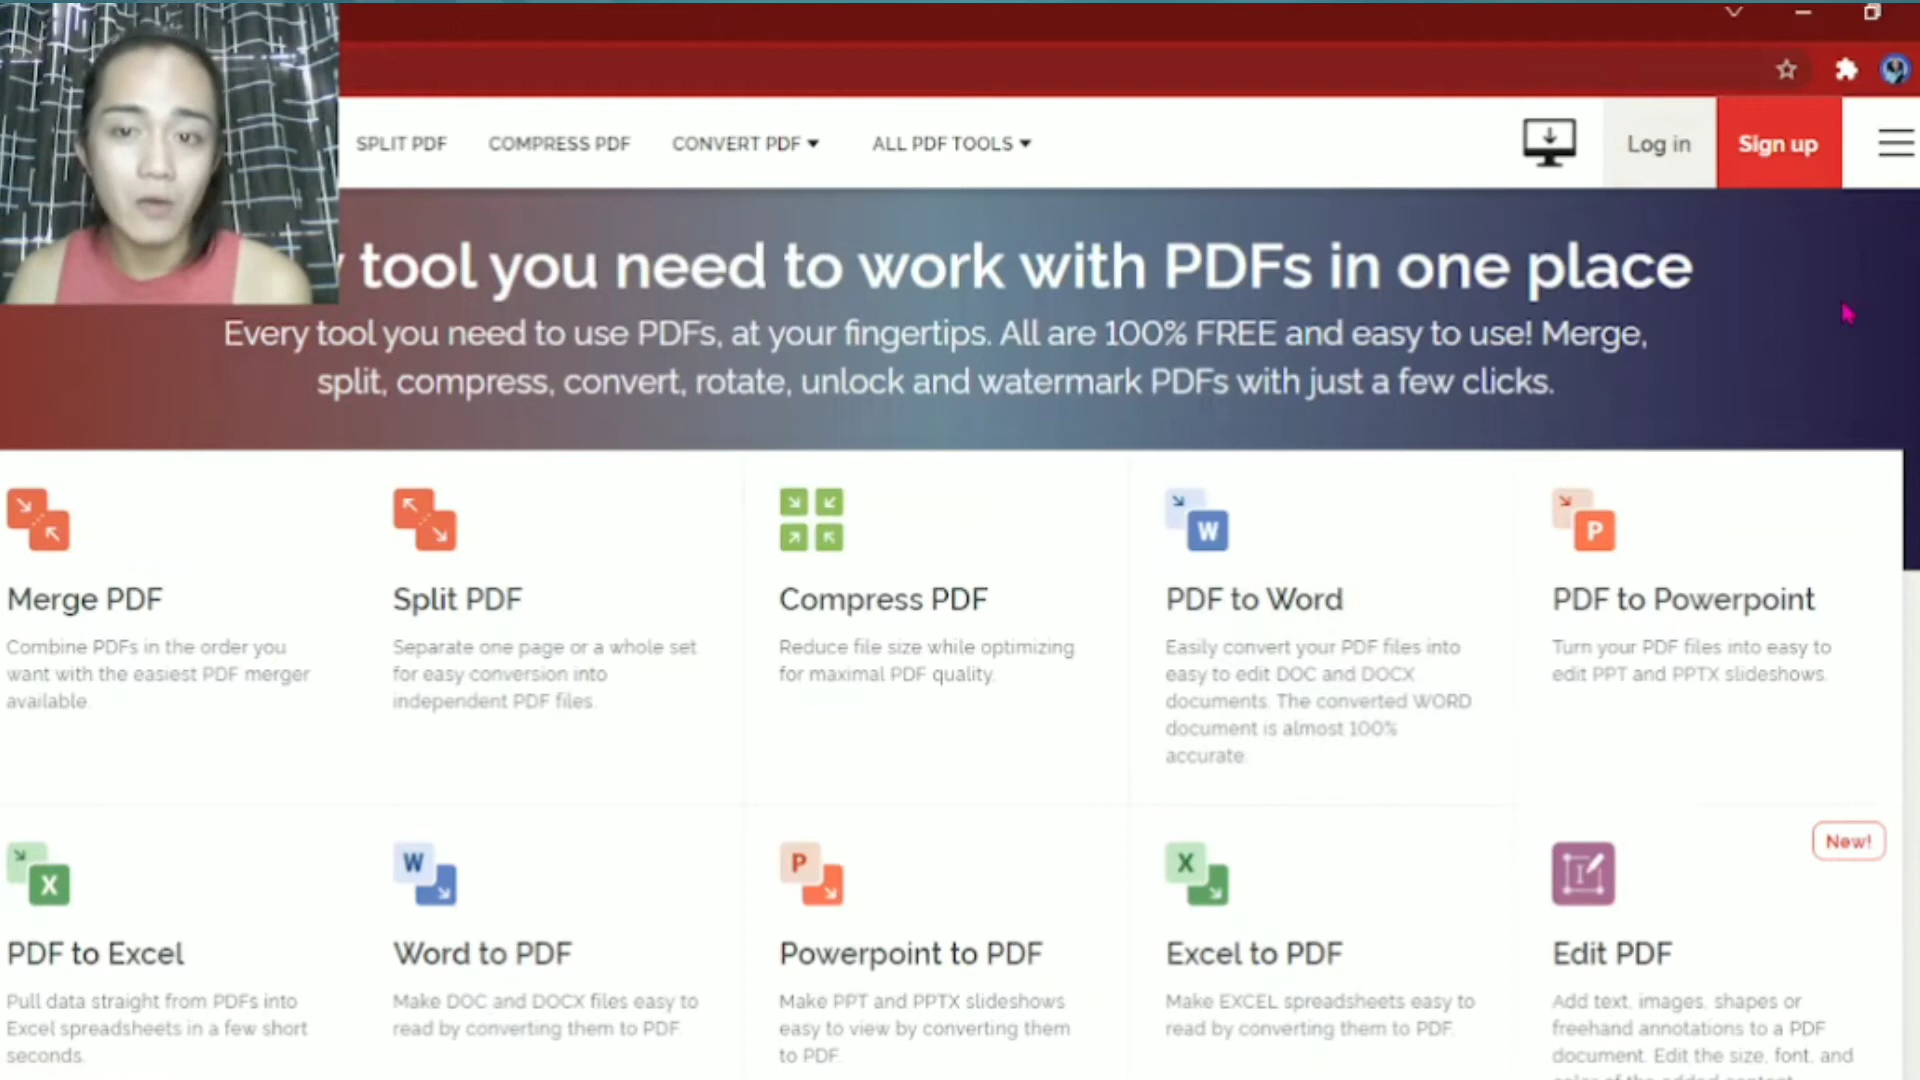 SPLIT PDF COMPRESS PDF CONVERT PDF ALL PDF TOOLS Log in Sign up
tool you need to work with PDFs in one place
Every tool you need to use PDFs, at your fingertips. All are 100% FREE and easy to use! Merge,
split, compress, convert, rotate, unlock and watermark PDFs with just a few clicks.
Merge PDF
Combine PDFs in the order you
want with the easiest PDF merger
available.
Split PDF
Separate one page or a whole set
for easy conversion into
independent PDF files.
Compress PDF
Reduce file size while optimizing
for maximal PDF quality.
W
PDF to Word
Easily convert your PDF files into
easy to edit DOC and DOCX
documents. The converted WORD
document is almost 100%
accurate.
P
PDF to Powerpoint
Turn your PDF files into easy to
edit PPT and PPTX slideshows.
X
PDF to Excel
Pull data straight from PDFs into
Excel spreadsheets in a few short
seconds.
W
Word to PDF
Make DOC and DOCX files easy to
read by converting them to PDF.
P
Powerpoint to PDF
Make PPT and PPTX slideshows
easy to view by converting them
to PDF.
X
Excel to PDF
Make EXCEL spreadsheets easy to
read by converting them to PDF.
New!
Edit PDF
Add text, images, shapes or
freehand annotations to a PDF
document. Edit the size, font, and
color of the added content.